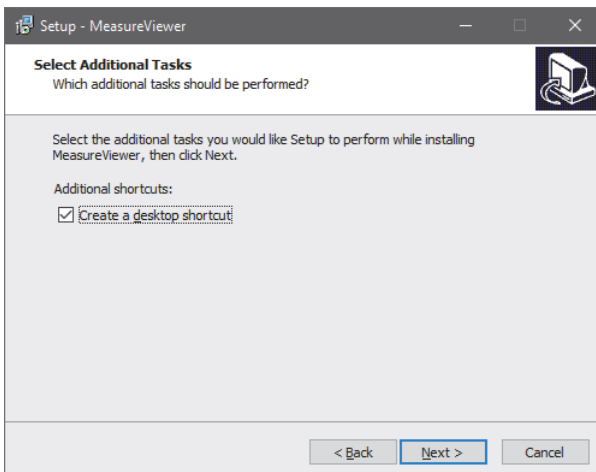 Setup - MeasureViewer
Select Additional Tasks
Which additional tasks should be performed?
Select the additional tasks you would like Setup to perform while installing
MeasureViewer, then click Next.
Additional shortcuts:
Create a desktop shortcut
< Back
Next >
Cancel